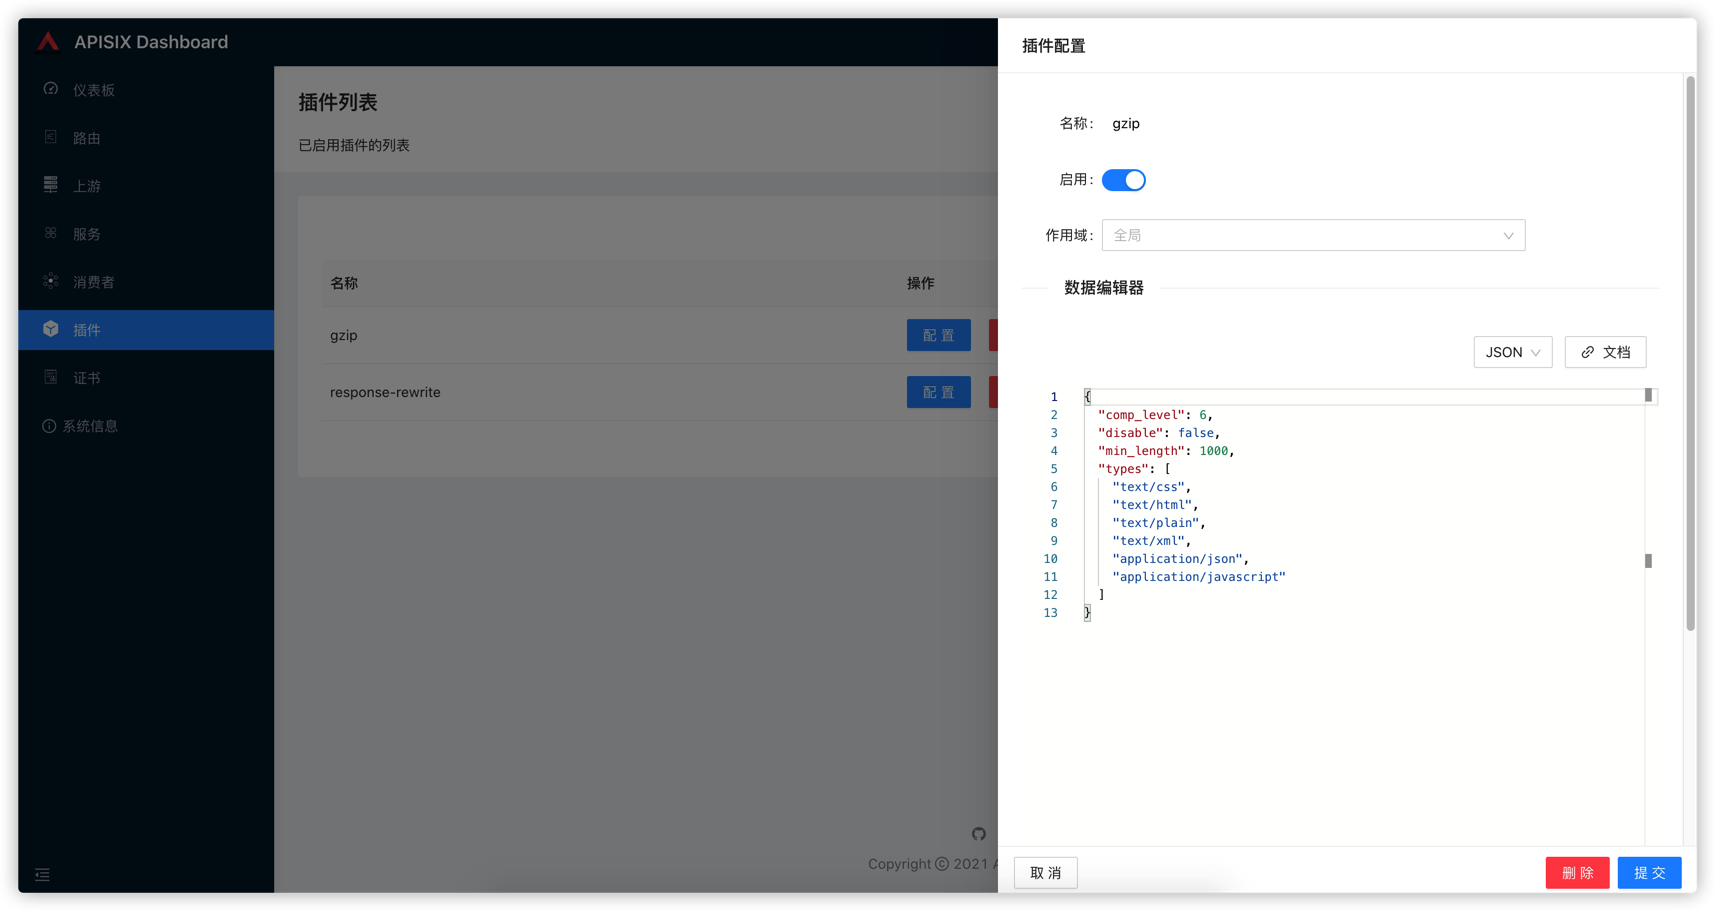 APISIX Dashboard
仪表板
路由
上游
服务
消费者
插件
证书
系统信息
插件列表
已启用插件的列表
名称 操作
gzip 配 置
response-rewrite 配 置
Copyright © 2021
插件配置
名称： gzip
启用：
作用域： 全局
数据编辑器
JSON 文档
1 {
2 "comp_level": 6,
3 "disable": false,
4 "min_length": 1000,
5 "types": [
6 "text/css",
7 "text/html",
8 "text/plain",
9 "text/xml",
10 "application/json",
11 "application/javascript"
12 ]
13 }
取 消 删 除 提 交